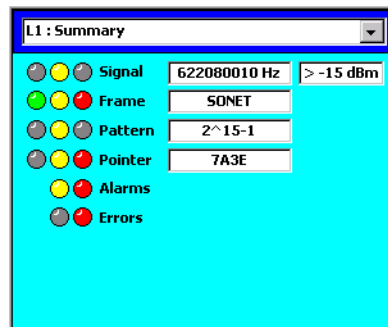 L1 : Summary
Signal 622080010 Hz > -15 dBm
Frame SONET
Pattern 2^15-1
Pointer 7A3E
Alarms
Errors